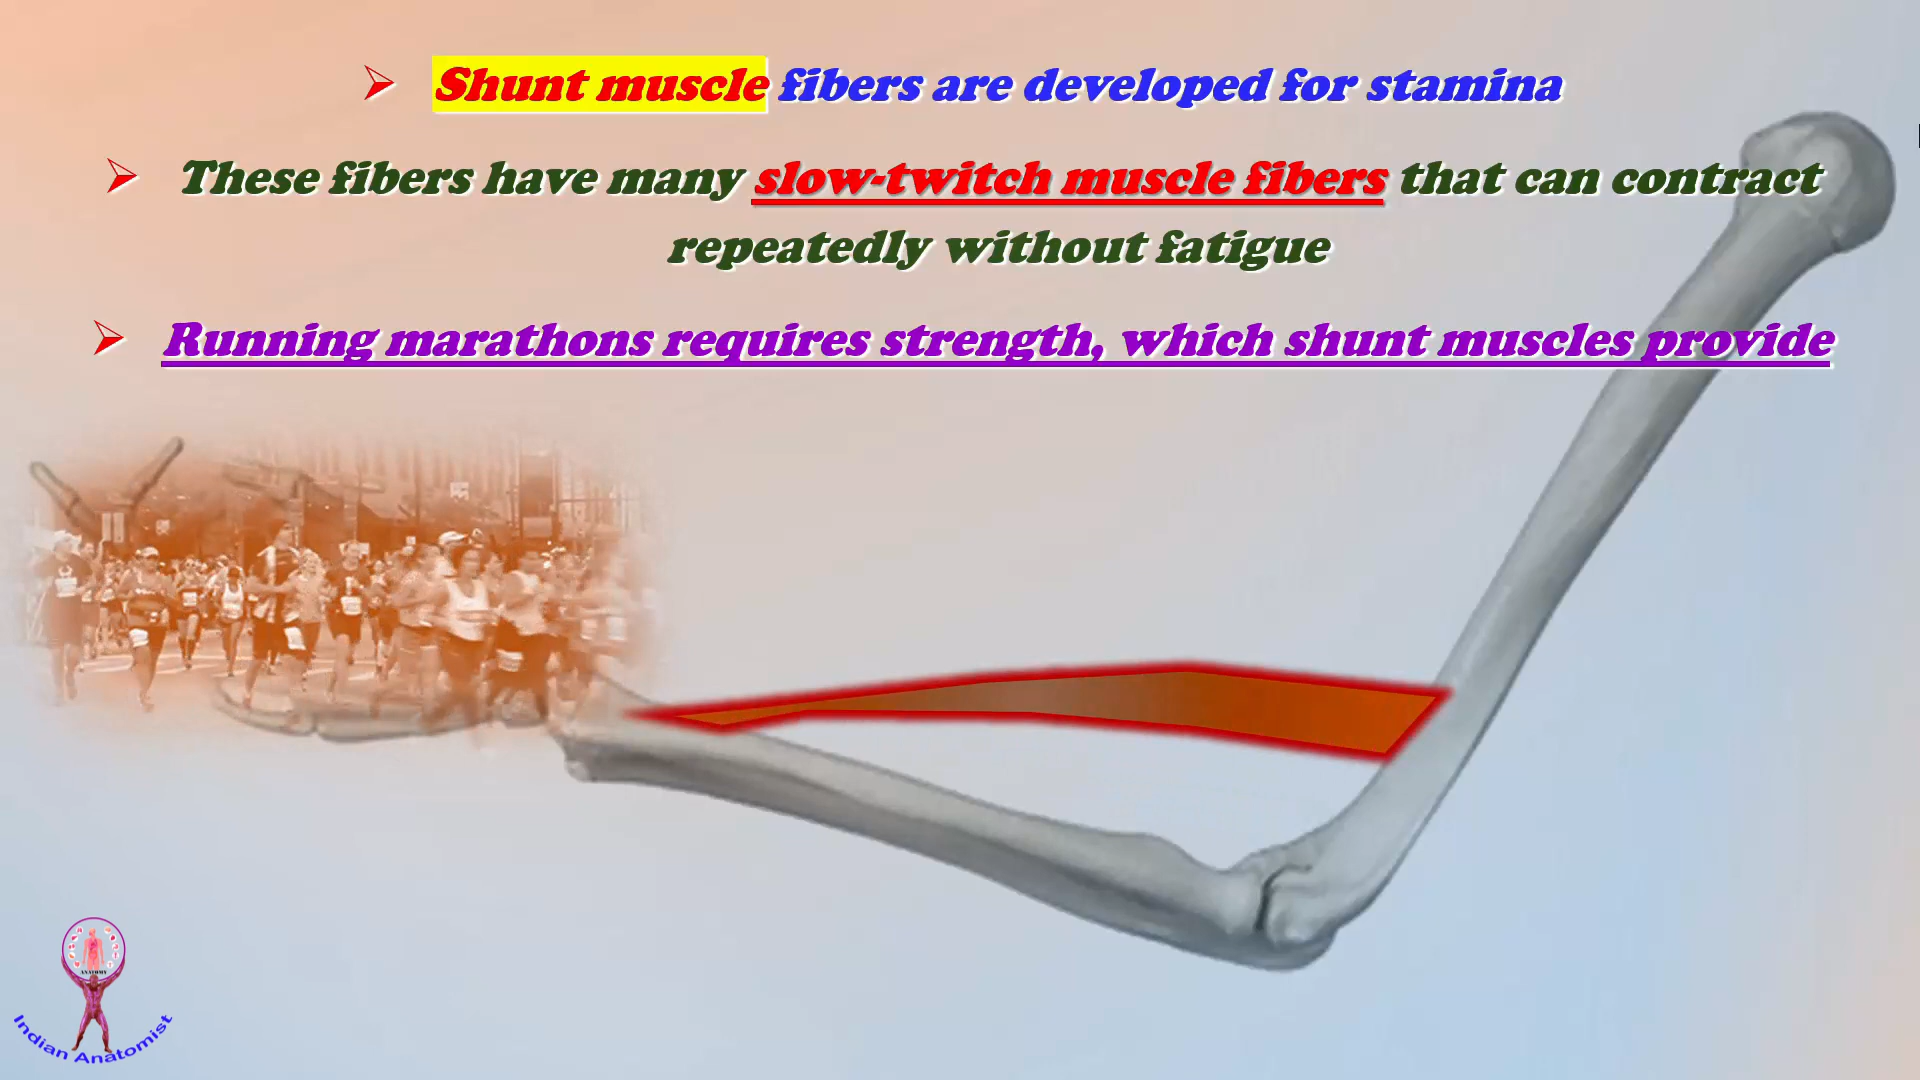 Shunt muscle fibers are developed for stamina
These fibers have many slow-twitch muscle fibers that can contract
repeatedly without fatigue
Running marathons requires strength, which shunt muscles provide
ANATOMY
Indian Anatomist